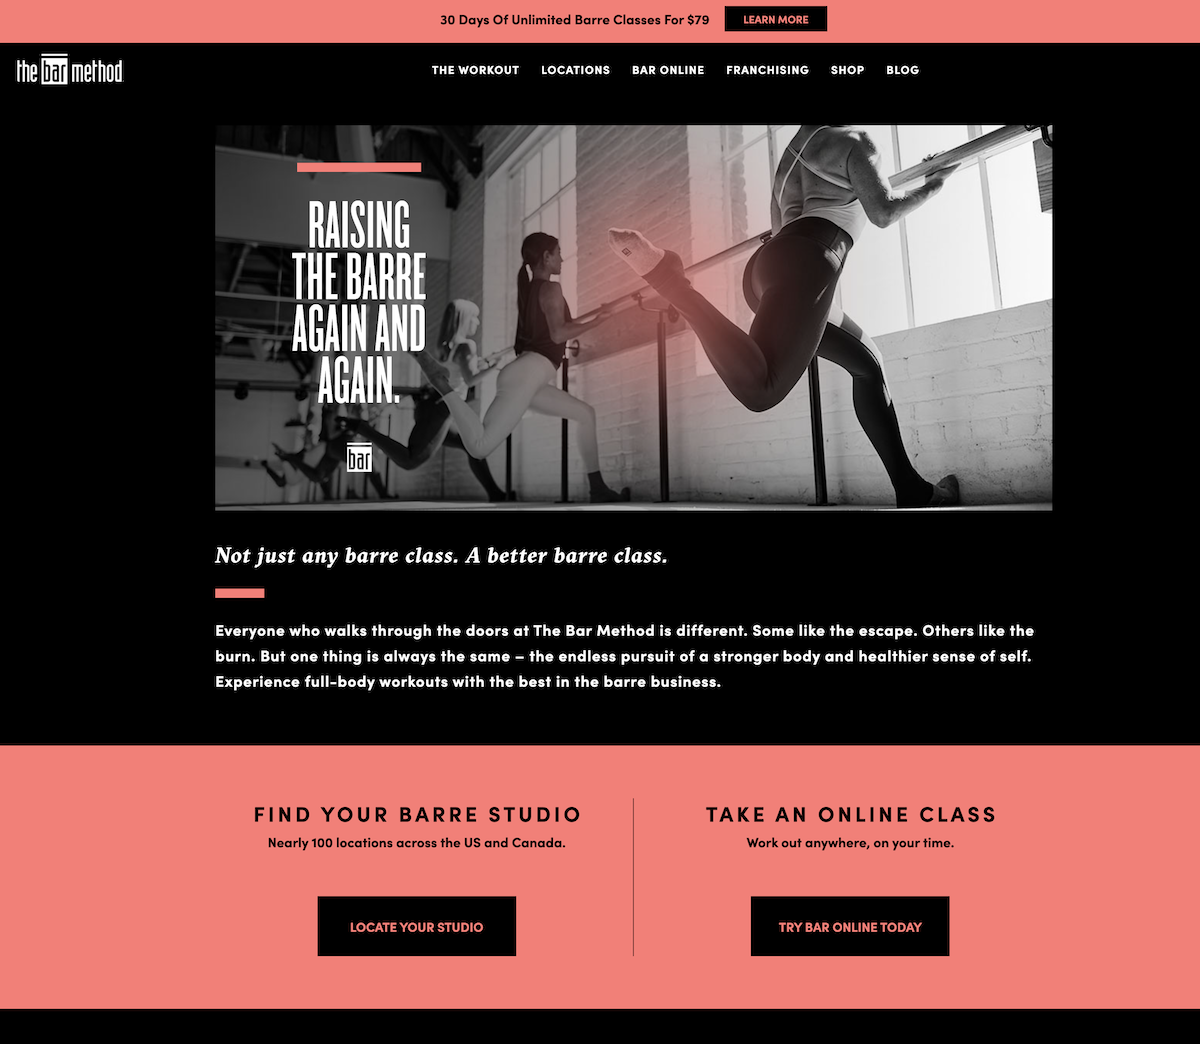 30 Days Of Unlimited Barre Classes For $79
LEARN MORE
the bar method
THE WORKOUT
LOCATIONS
BAR ONLINE
FRANCHISING
SHOP
BLOG
RAISING
THE BARRE
AGAIN AND
AGAIN.
bar
Not just any barre class. A better barre class.
Everyone who walks through the doors at The Bar Method is different. Some like the escape. Others like the
burn. But one thing is always the same – the endless pursuit of a stronger body and healthier sense of self.
Experience full-body workouts with the best in the barre business.
FIND YOUR BARRE STUDIO
Nearly 100 locations across the US and Canada.
LOCATE YOUR STUDIO
TAKE AN ONLINE CLASS
Work out anywhere, on your time.
TRY BAR ONLINE TODAY